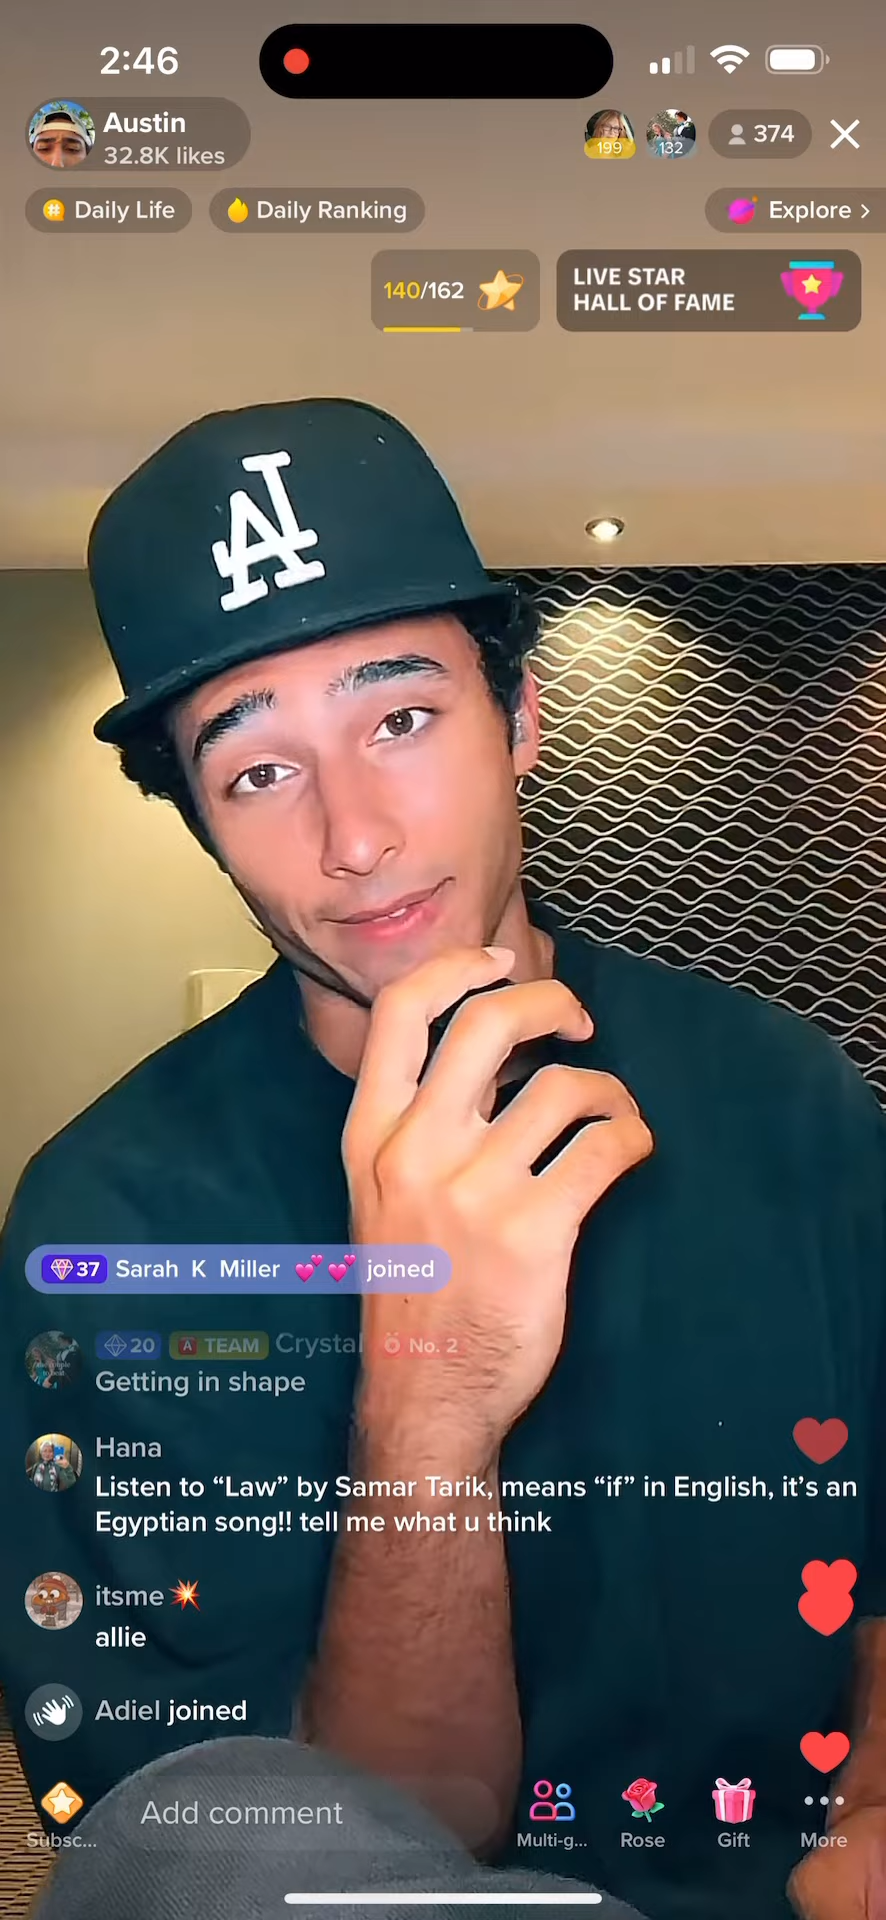 2:46
Austin
32.8K likes
199
132
374
Daily Life
Daily Ranking
Explore >
140/162
LIVE STAR
HALL OF FAME
LA
37 Sarah K Miller 💕 💕 joined
20 A TEAM Crystal No. 2
Getting in shape
Hana
Listen to “Law” by Samar Tarik, means “if” in English, it’s an
Egyptian song!! tell me what u think
itsme💥
allie
Adiel joined
Subsc...
Add comment
Multi-g...
Rose
Gift
More